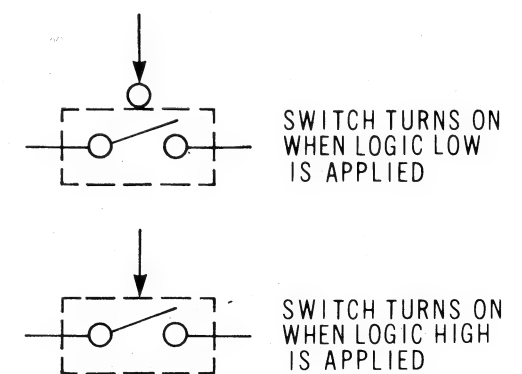 SWITCH TURNS ON
WHEN LOGIC LOW
IS APPLIED
SWITCH TURNS ON
WHEN LOGIC HIGH
IS APPLIED